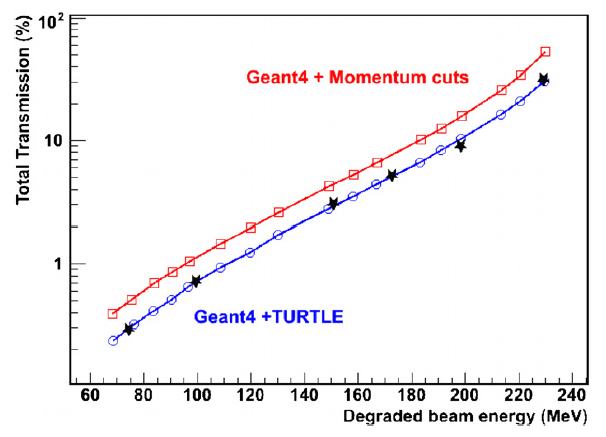 Total Transmission (%)
10²
10
1
Geant4 + Momentum cuts
Geant4 +TURTLE
60 80 100 120 140 160 180 200 220 240
Degraded beam energy (MeV)